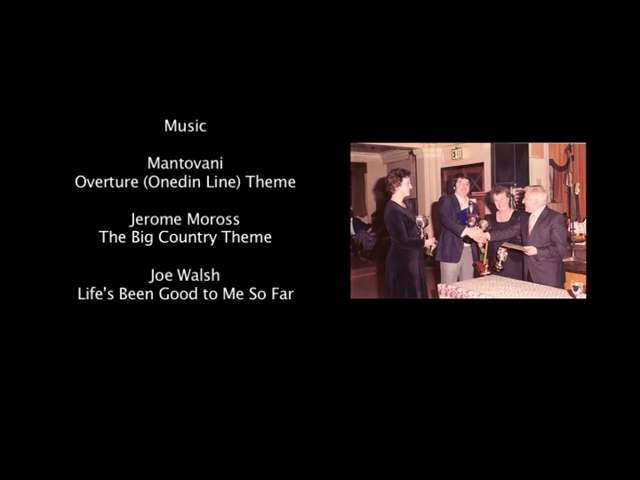 Music
Mantovani
Overture (Onedin Line) Theme
Jerome Moross
The Big Country Theme
Joe Walsh
Life's Been Good to Me So Far
EXIT